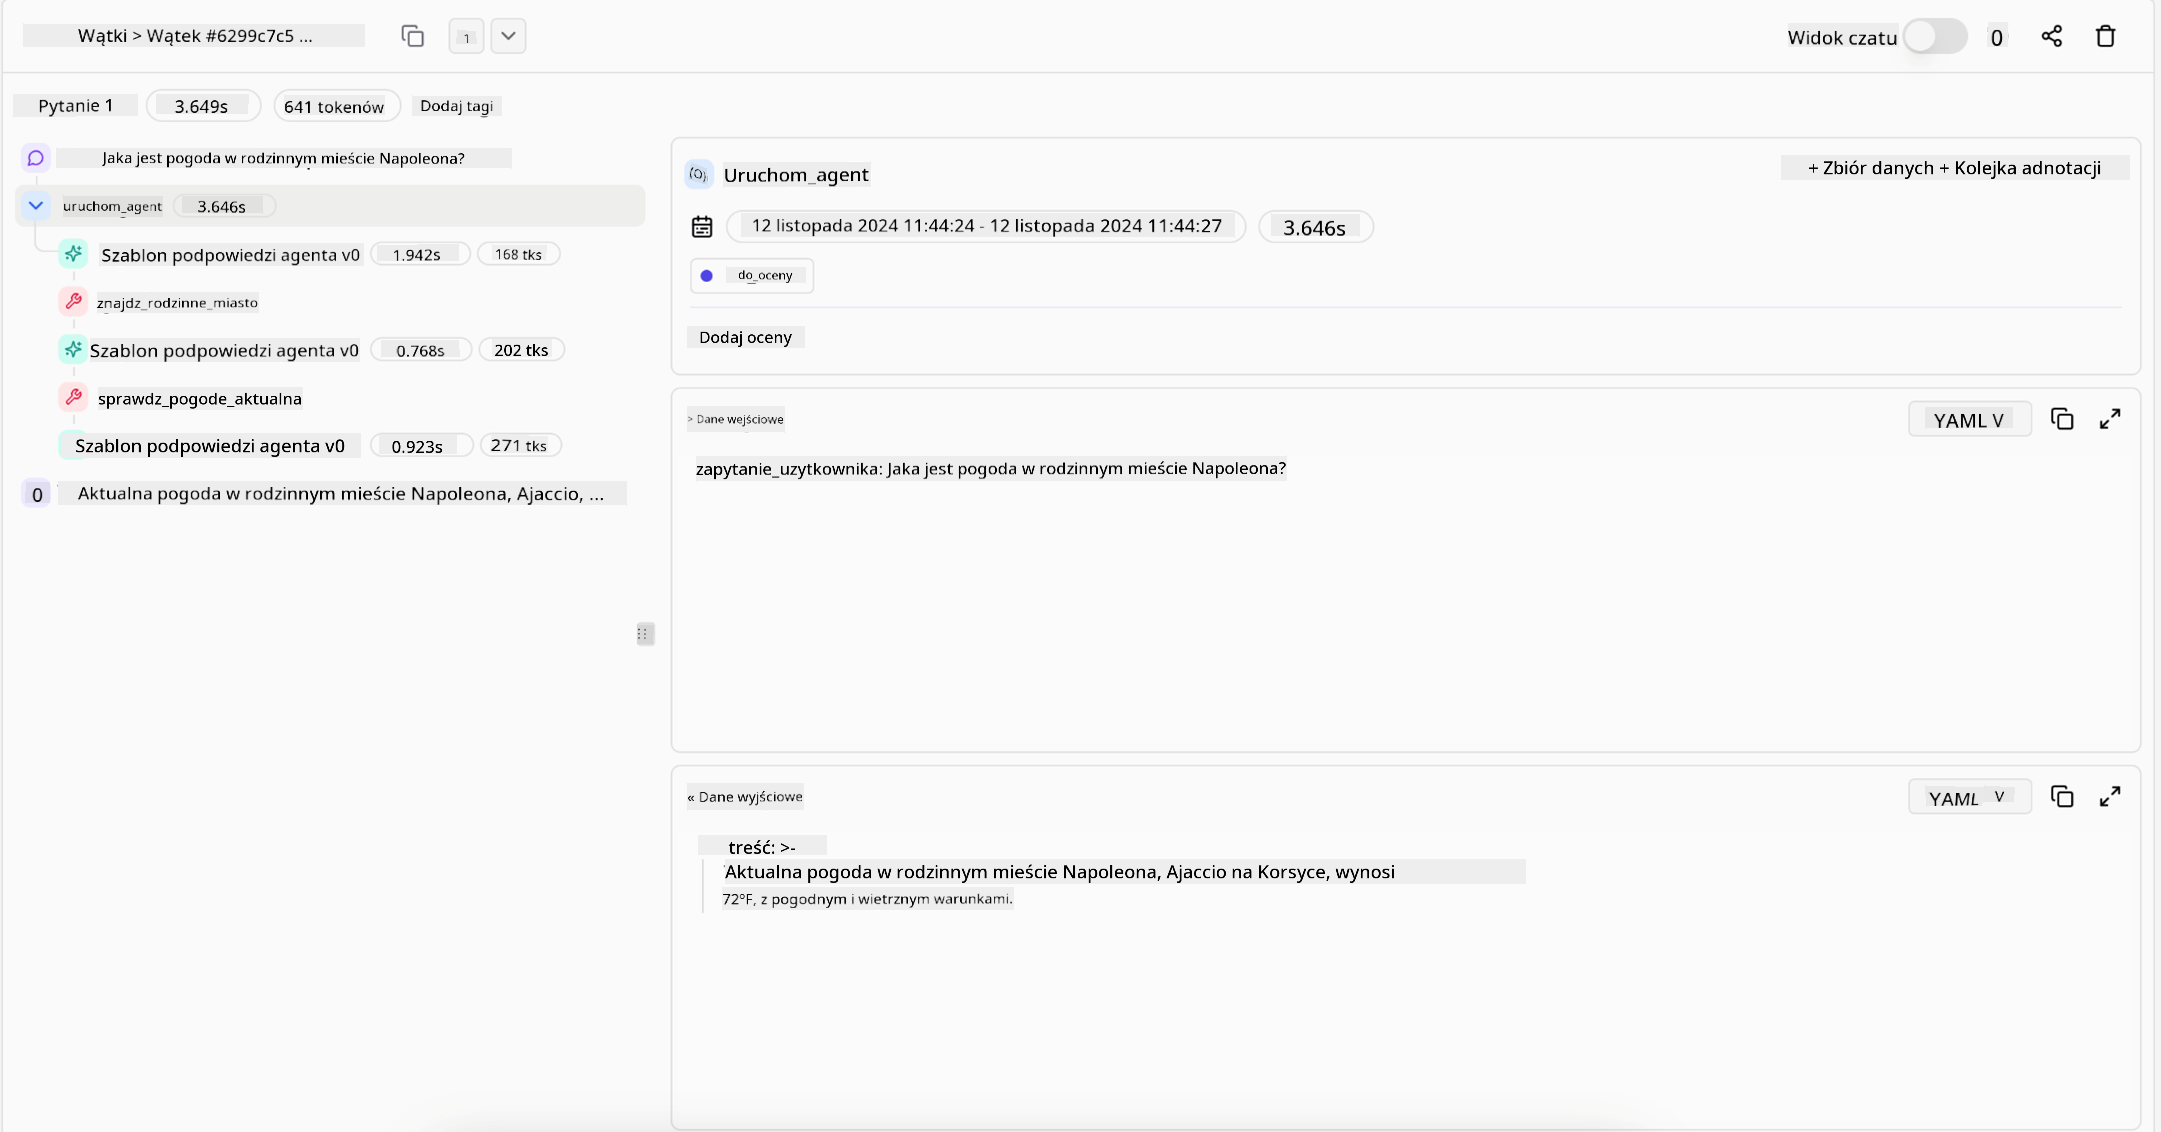 Wątki > Wątek #6299c7c5 ...
1
Widok czatu
0
Pytanie 1
3.649s
641 tokenów
Dodaj tagi
Jaka jest pogoda w rodzinnym mieście Napoleona?
uruchom_agent
3.646s
Szablon podpowiedzi agenta v0
1.942s
168 tks
znajdz_rodzinne_miasto
Szablon podpowiedzi agenta v0
0.768s
202 tks
sprawdz_pogode_aktualna
Szablon podpowiedzi agenta v0
0.923s
271 tks
0
Aktualna pogoda w rodzinnym mieście Napoleona, Ajaccio, ...
Uruchom_agent
+ Zbiór danych + Kolejka adnotacji
12 listopada 2024 11:44:24 - 12 listopada 2024 11:44:27
3.646s
do_oceny
Dodaj oceny
> Dane wejściowe
YAML V
zapytanie_uzytkownika: Jaka jest pogoda w rodzinnym mieście Napoleona?
« Dane wyjściowe
YAML V
treść: >-
Aktualna pogoda w rodzinnym mieście Napoleona, Ajaccio na Korsyce, wynosi
72°F, z pogodnym i wietrznym warunkami.